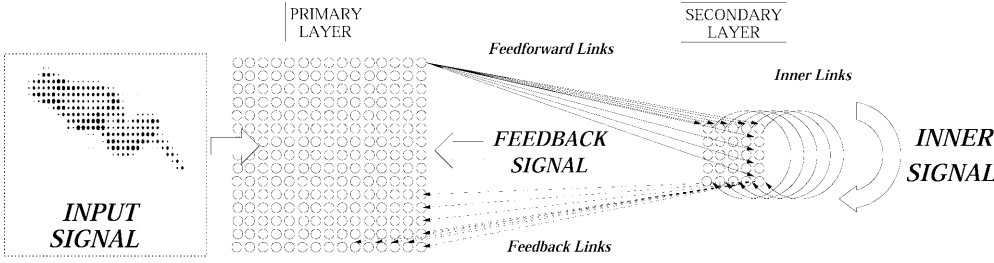 PRIMARY
LAYER
SECONDARY
LAYER
Feedforward Links
Inner Links
FEEDBACK
SIGNAL
INNER
SIGNAL
INPUT
SIGNAL
Feedback Links